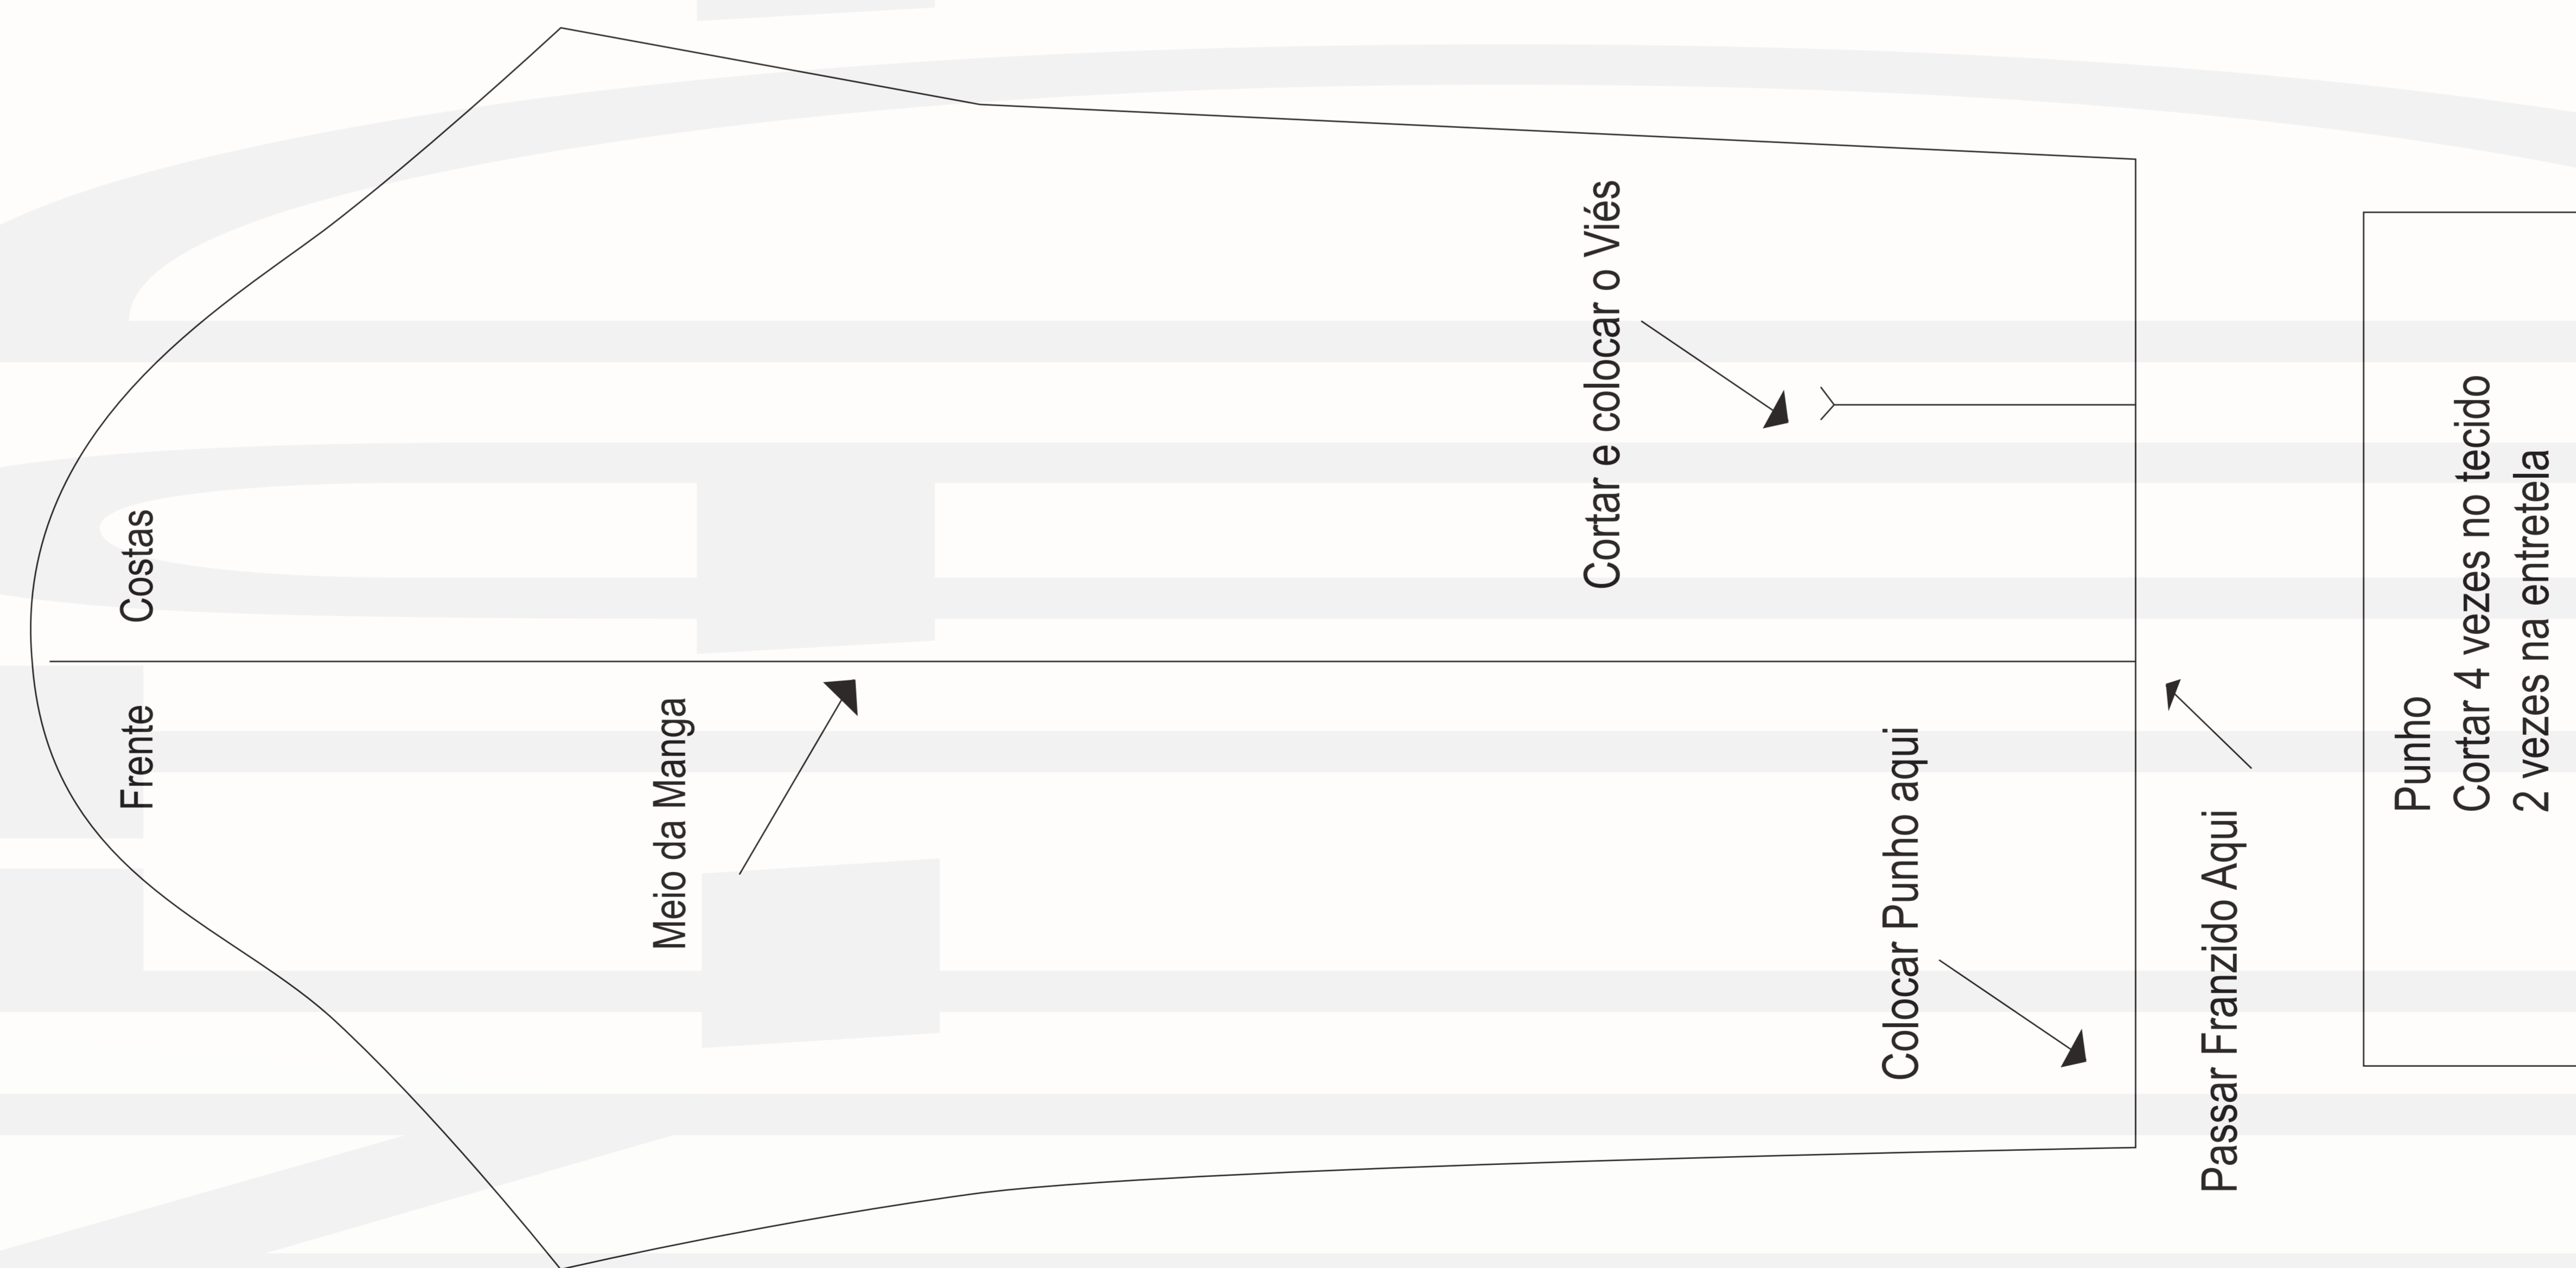 Frente
Costas
Meio da Manga
Cortar e colocar o Viés
Colocar Punho aqui
Passar Franzido Aqui
Punho
Cortar 4 vezes no tecido
2 vezes na entretela